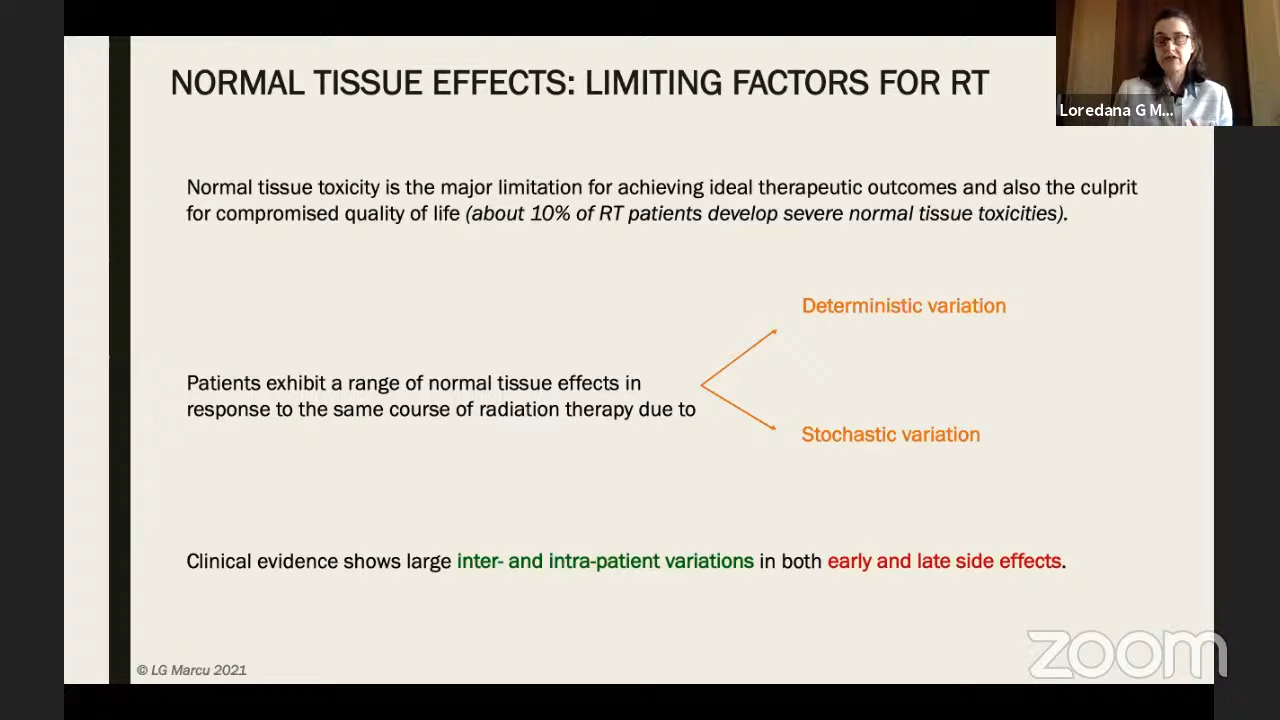 NORMAL TISSUE EFFECTS: LIMITING FACTORS FOR RT
Loredana G M...
Normal tissue toxicity is the major limitation for achieving ideal therapeutic outcomes and also the culprit
for compromised quality of life (about 10% of RT patients develop severe normal tissue toxicities).
Deterministic variation
Patients exhibit a range of normal tissue effects in
response to the same course of radiation therapy due to
Stochastic variation
Clinical evidence shows large inter- and intra-patient variations in both early and late side effects.
© LG Marcu 2021
zoom